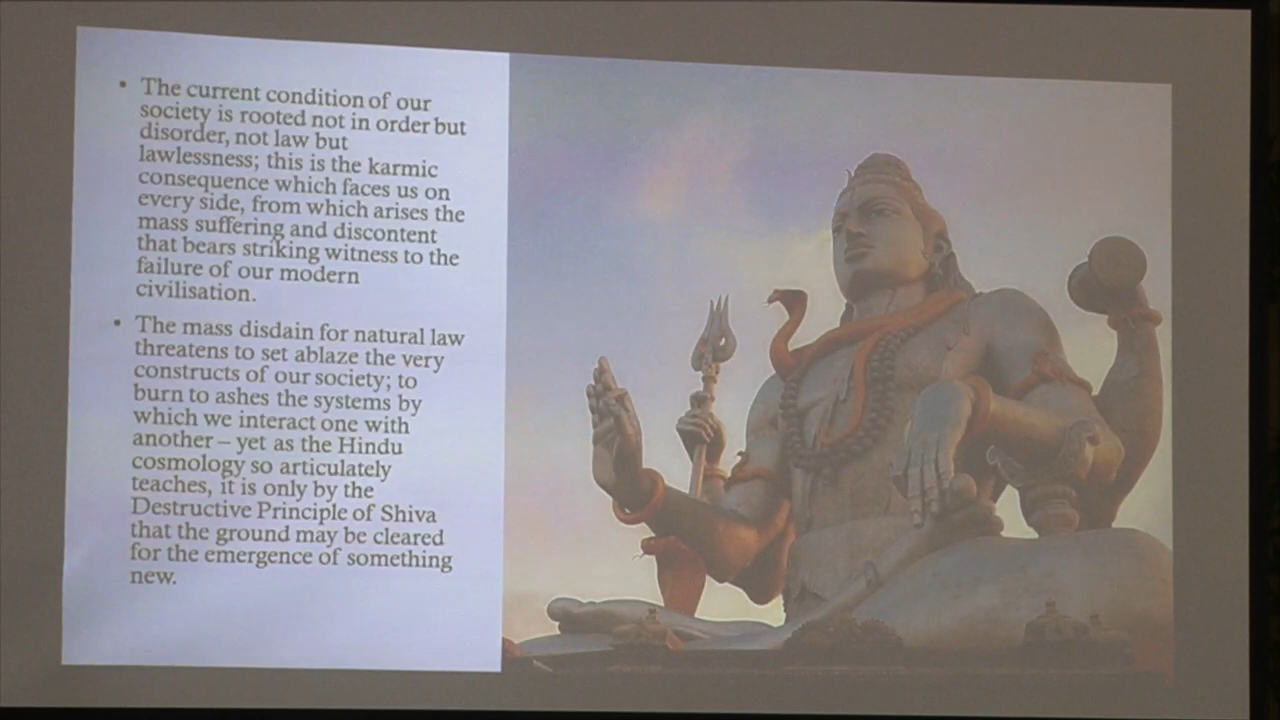 • The current condition of our
society is rooted not in order but
disorder, not law but
lawlessness; this is the karmic
consequence which faces us on
every side, from which arises the
mass suffering and discontent
that bears striking witness to the
failure of our modern
civilisation.
• The mass disdain for natural law
threatens to set ablaze the very
constructs of our society; to
burn to ashes the systems by
which we interact one with
another – yet as the Hindu
cosmology so articulately
teaches, it is only by the
Destructive Principle of Shiva
that the ground may be cleared
for the emergence of something
new.